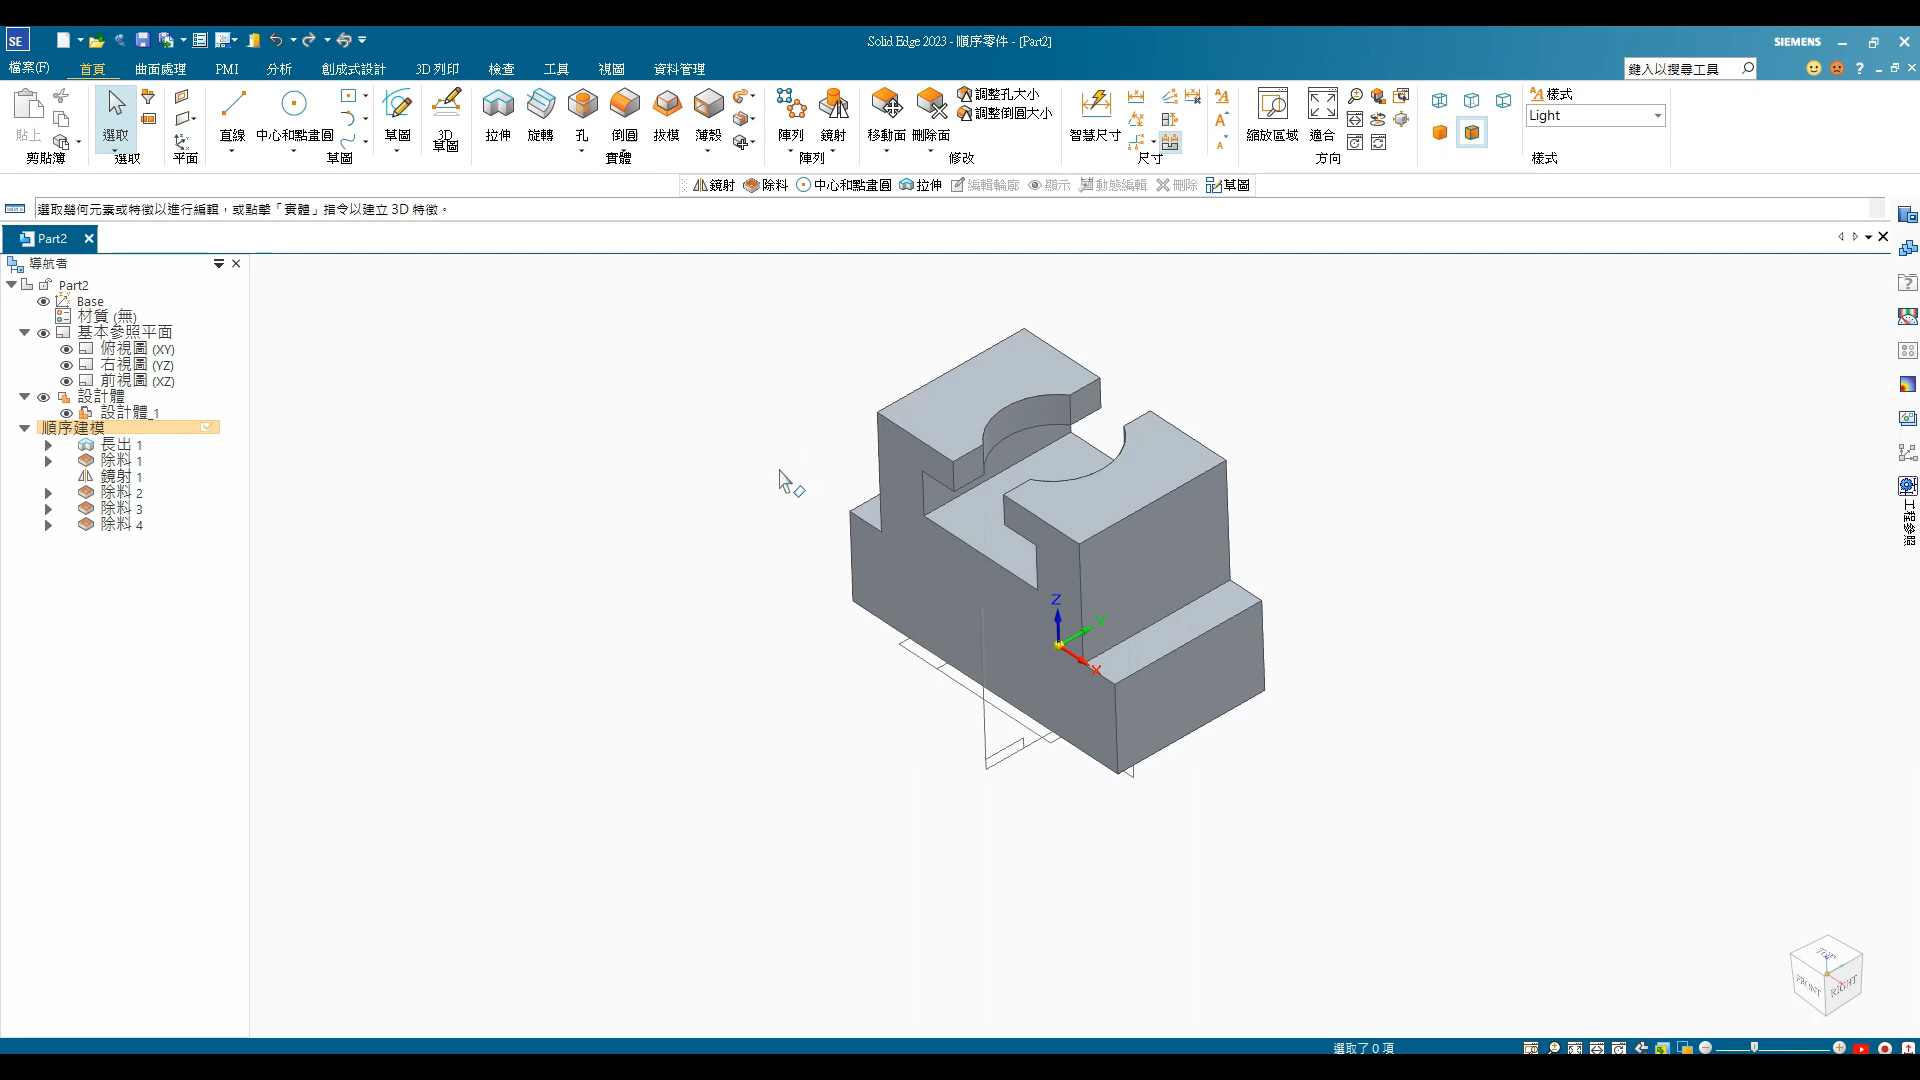 SE
Solid Edge 2023 - 順序零件 - [Part2]
SIEMENS
檔案(F) 首頁 曲面處理 PMI 分析 創成式設計 3D 列印 檢查 工具 視圖 資料管理
鍵入以搜尋工具
貼上 選取 直線 中心和點畫圓 草圖 3D 草圖 拉伸 旋轉 孔 倒圓 拔模 薄殼 陣列 鏡射 移動面 刪除面 調整孔大小 調整倒圓大小 智慧尺寸 縮放區域 適合
樣式
Light
剪貼簿 選取 平面 草圖 實體 陣列 修改 尺寸 方向 樣式
鏡射 除料 中心和點畫圓 拉伸 編輯輪廓 顯示 動態編輯 刪除 草圖
選取幾何元素或特徵以進行編輯，或點擊「實體」指令以建立 3D 特徵。
Part2
導航者
Part2
Base
材質 (無)
基本參照平面
俯視圖 (XY)
右視圖 (YZ)
前視圖 (XZ)
設計體
設計體_1
順序建模
長出 1
除料 1
鏡射 1
除料 2
除料 3
除料 4
Z
Y
X
工程參照
TOP
FRONT
RIGHT
選取了 0 項